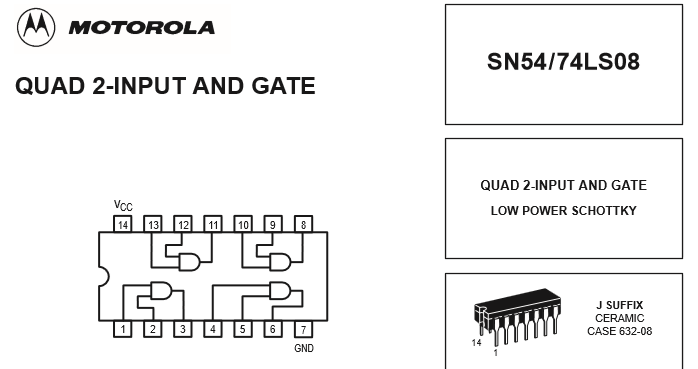 MOTOROLA
SN54/74LS08
QUAD 2-INPUT AND GATE
QUAD 2-INPUT AND GATE
LOW POWER SCHOTTKY
VCC
14 13 12 11 10 9 8
1 2 3 4 5 6 7
GND
J SUFFIX
CERAMIC
CASE 632-08
14
1